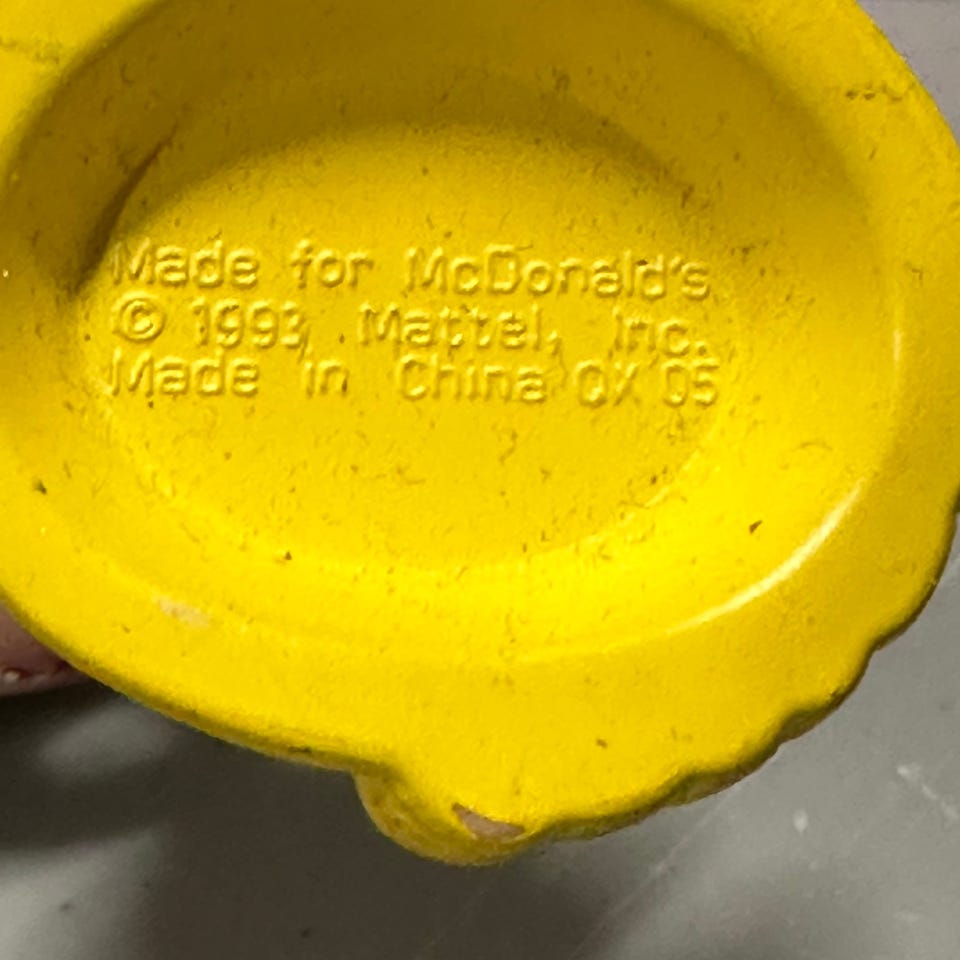 Made for McDonald's
© 1993 Mattel, Inc.
Made in China QX 05